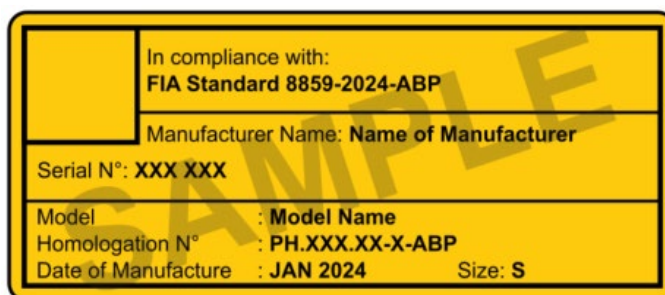 In compliance with:
FIA Standard 8859-2024-ABP
Manufacturer Name: Name of Manufacturer
Serial N°: XXX XXX
Model : Model Name
Homologation N° : PH.XXX.XX-X-ABP
Date of Manufacture : JAN 2024 Size: S
SAMPLE